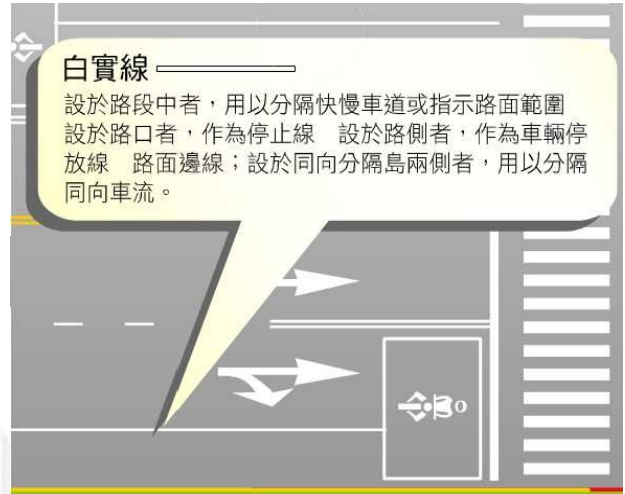 白實線
設於路段中者，用以分隔快慢車道或指示路面範圍
設於路口者，作為停止線　設於路側者，作為車輛停
放線　路面邊線；設於同向分隔島兩側者，用以分隔
同向車流。